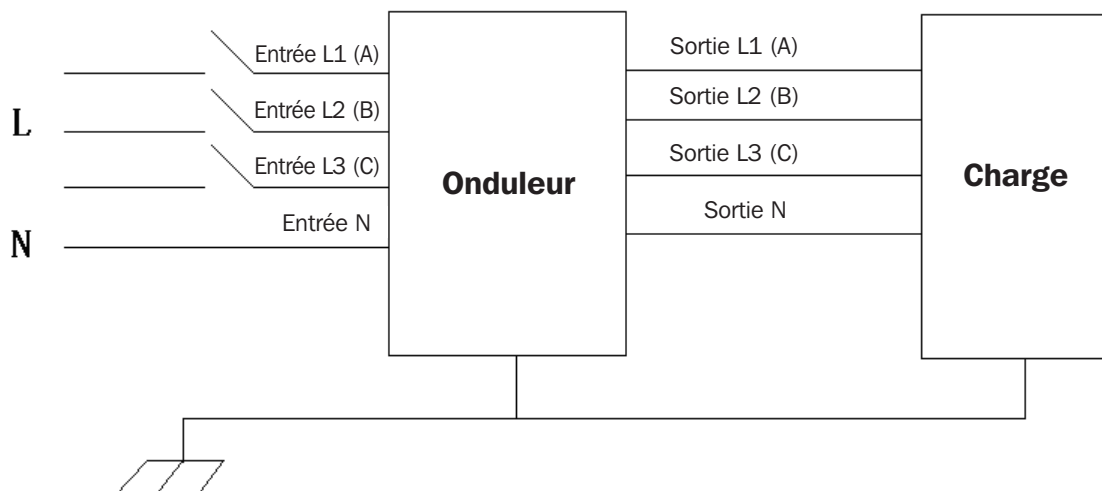 Entrée L1 (A)
Sortie L1 (A)
L
Entrée L2 (B)
Sortie L2 (B)
Entrée L3 (C)
Sortie L3 (C)
Onduleur
Charge
N
Entrée N
Sortie N